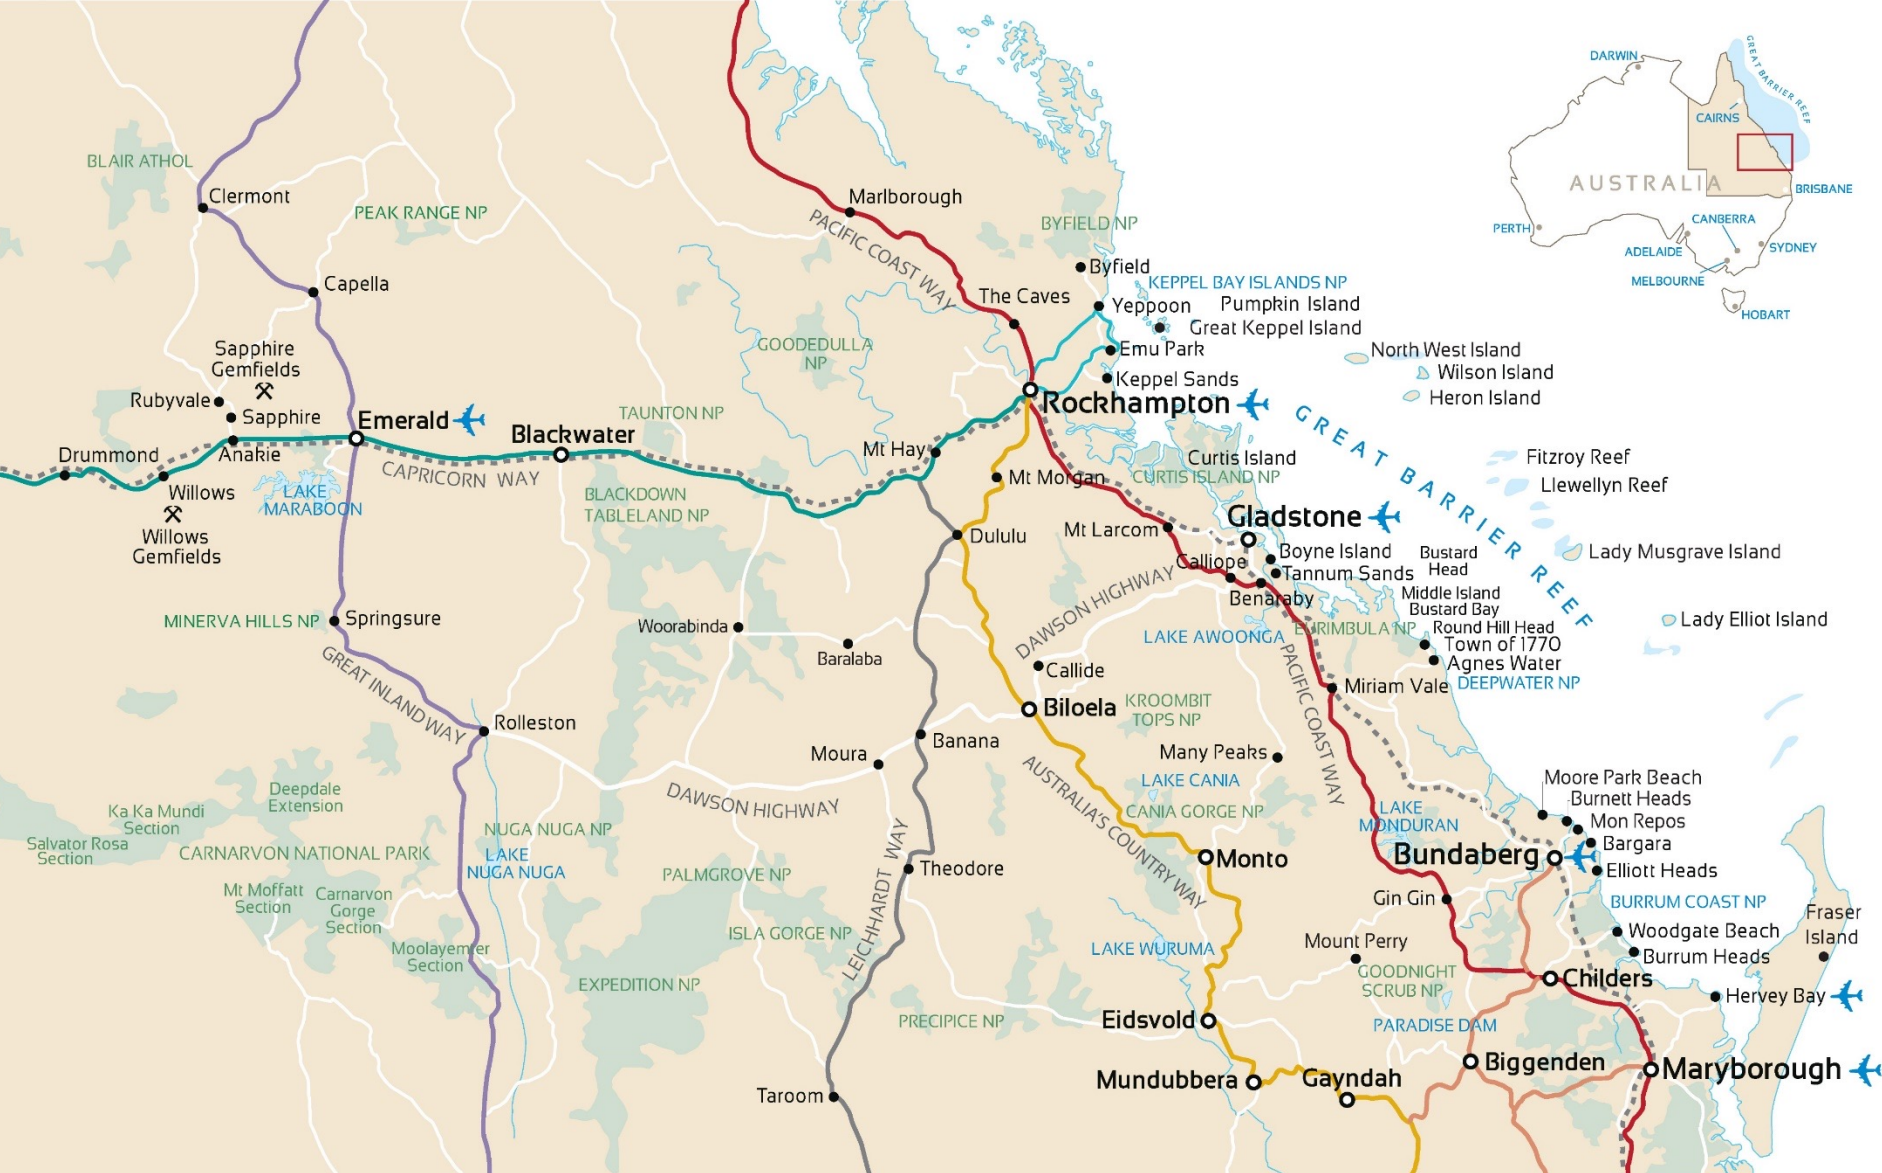 DARWIN
GREAT BARRIER REEF
CAIRNS
AUSTRALIA
BRISBANE
CANBERRA
PERTH
ADELAIDE
SYDNEY
MELBOURNE
HOBART
BLAIR ATHOL
Clermont
PEAK RANGE NP
Marlborough
PACIFIC COAST WAY
BYFIELD NP
Byfield
Capella
The Caves
KEPPEL BAY ISLANDS NP
Yeppoon
Pumpkin Island
Great Keppel Island
Sapphire
Gemfields
GOODEDULLA
NP
Emu Park
North West Island
Wilson Island
Keppel Sands
Heron Island
Rubyvale
Sapphire
Emerald
TAUNTON NP
Rockhampton
GREAT BARRIER REEF
Blackwater
Drummond
Anakie
CAPRICORN WAY
Mt Hay
Curtis Island
CURTIS ISLAND NP
Fitzroy Reef
Llewellyn Reef
Willows
LAKE
MARABOON
BLACKDOWN
TABLELAND NP
Mt Morgan
Willows
Gemfields
Dululu
Mt Larcom
Gladstone
Boyne Island
Tannum Sands
Bustard
Head
Lady Musgrave Island
Calliope
Benaraby
DAWSON HIGHWAY
Middle Island
Bustard Bay
Round Hill Head
Town of 1770
Agnes Water
DEEPWATER NP
Lady Elliot Island
MINERVA HILLS NP
Springsure
Woorabinda
Baralaba
LAKE AWOONGA
EURIMBULA NP
PACIFIC COAST WAY
Callide
Miriam Vale
GREAT INLAND WAY
Biloela
KROOMBIT
TOPS NP
Rolleston
Banana
Moura
Many Peaks
DAWSON HIGHWAY
AUSTRALIA'S COUNTRY WAY
LAKE CANIA
CANIA GORGE NP
Moore Park Beach
Burnett Heads
Mon Repos
Bargara
Deepdale
Extension
Ka Ka Mundi
Section
Salvator Rosa
Section
CARNARVON NATIONAL PARK
NUGA NUGA NP
LAKE
NUGA NUGA
LAKE
MONDURAN
Bundaberg
Elliott Heads
Monto
Theodore
LEICHHARDT WAY
PALMGROVE NP
Mt Moffatt
Section
Carnarvon
Gorge
Section
Gin Gin
BURRUM COAST NP
Fraser
Island
ISLA GORGE NP
Moolayember
Section
LAKE WURUMA
Mount Perry
Woodgate Beach
Burrum Heads
EXPEDITION NP
GOODNIGHT
SCRUB NP
Childers
Hervey Bay
PRECIPICE NP
Eidsvold
PARADISE DAM
Biggenden
Maryborough
Mundubbera
Gayndah
Taroom